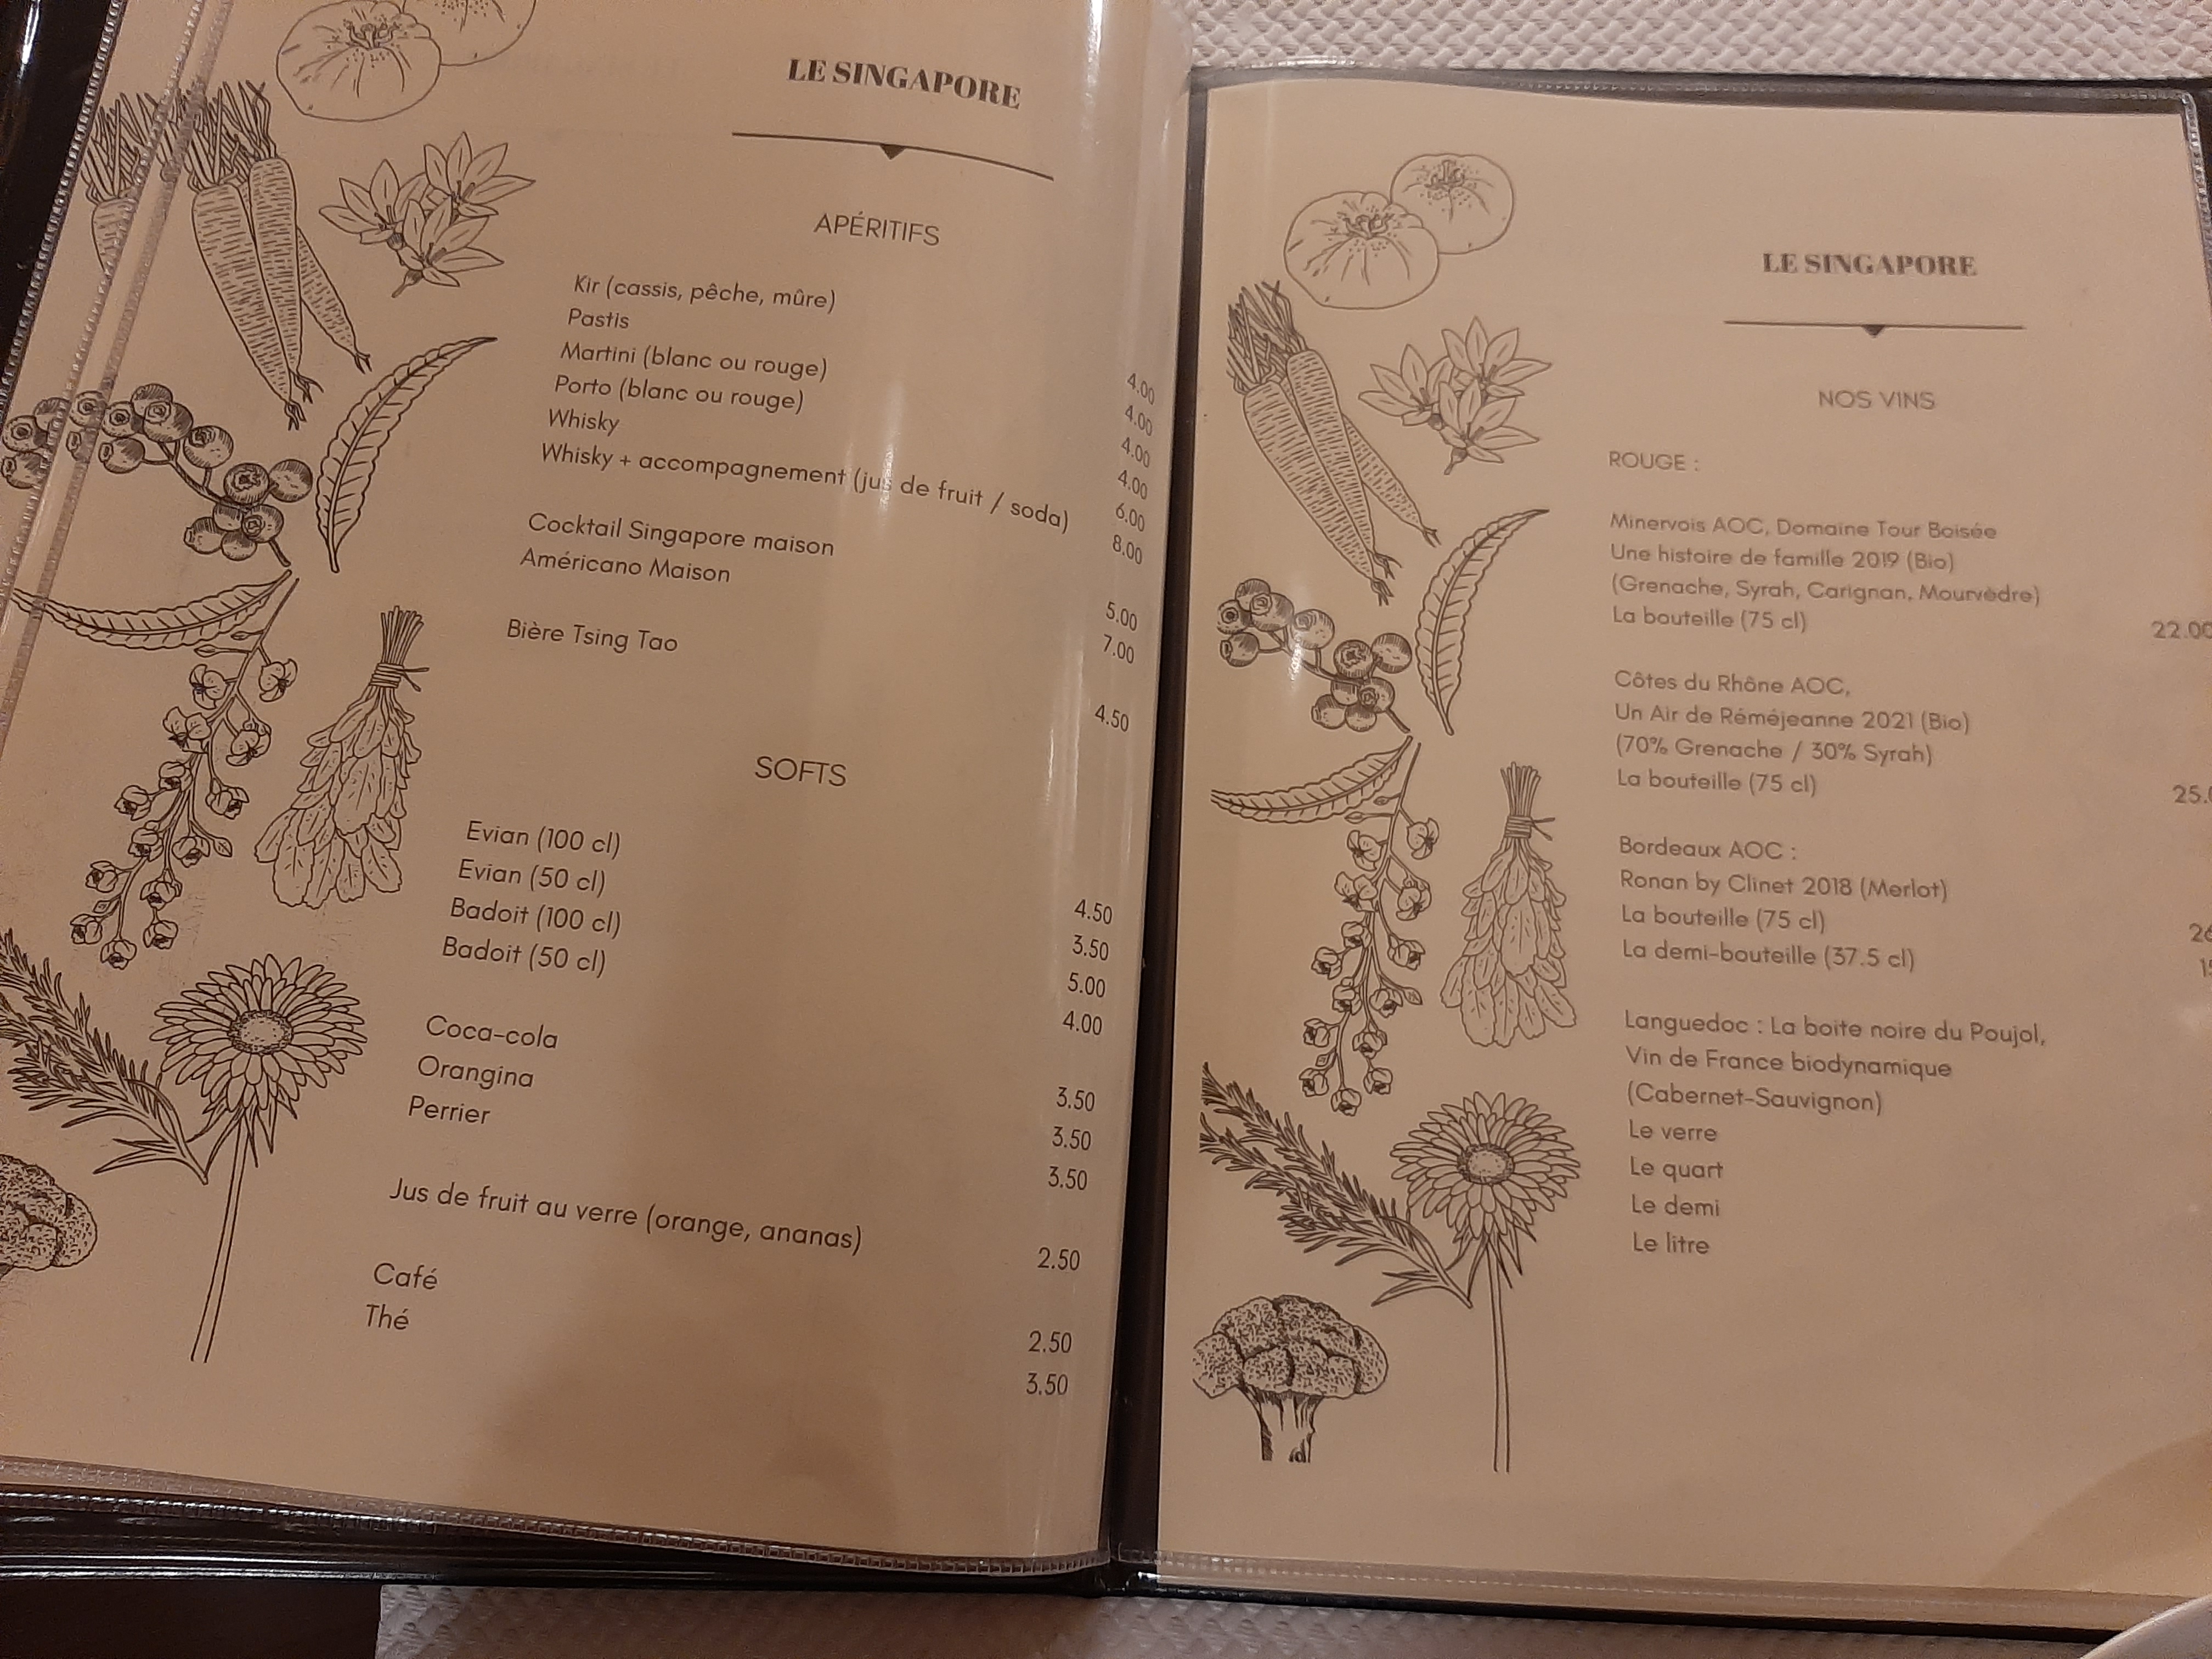 LE SINGAPORE
APÉRITIFS
Kir (cassis, pêche, mûre) 4.00
Pastis 4.00
Martini (blanc ou rouge) 4.00
Porto (blanc ou rouge) 4.00
Whisky 6.00
Whisky + accompagnement (jus de fruit / soda) 8.00
Cocktail Singapore maison 5.00
Américano Maison 7.00
Bière Tsing Tao 4.50
SOFTS
Evian (100 cl) 4.50
Evian (50 cl) 3.50
Badoit (100 cl) 5.00
Badoit (50 cl) 4.00
Coca-cola 3.50
Orangina 3.50
Perrier 3.50
Jus de fruit au verre (orange, ananas) 2.50
Café 2.50
Thé 3.50
LE SINGAPORE
NOS VINS
ROUGE :
Minervois AOC, Domaine Tour Boisée
Une histoire de famille 2019 (Bio)
(Grenache, Syrah, Carignan, Mourvèdre)
La bouteille (75 cl) 22.00
Côtes du Rhône AOC,
Un Air de Réméjeanne 2021 (Bio)
(70% Grenache / 30% Syrah)
La bouteille (75 cl) 25.
Bordeaux AOC :
Ronan by Clinet 2018 (Merlot)
La bouteille (75 cl)
La demi-bouteille (37.5 cl)
Languedoc : La boite noire du Poujol,
Vin de France biodynamique
(Cabernet-Sauvignon)
Le verre
Le quart
Le demi
Le litre